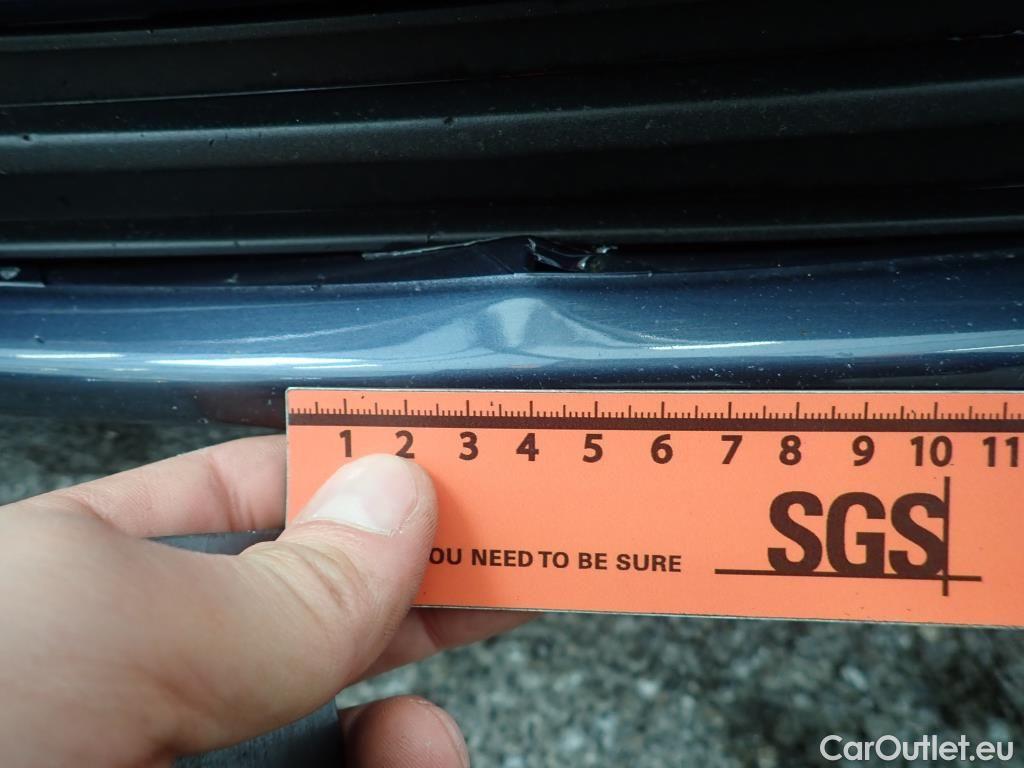 1 2 3 4 5 6 7 8 9 10 11
OU NEED TO BE SURE
SGS
CarOutlet.eu